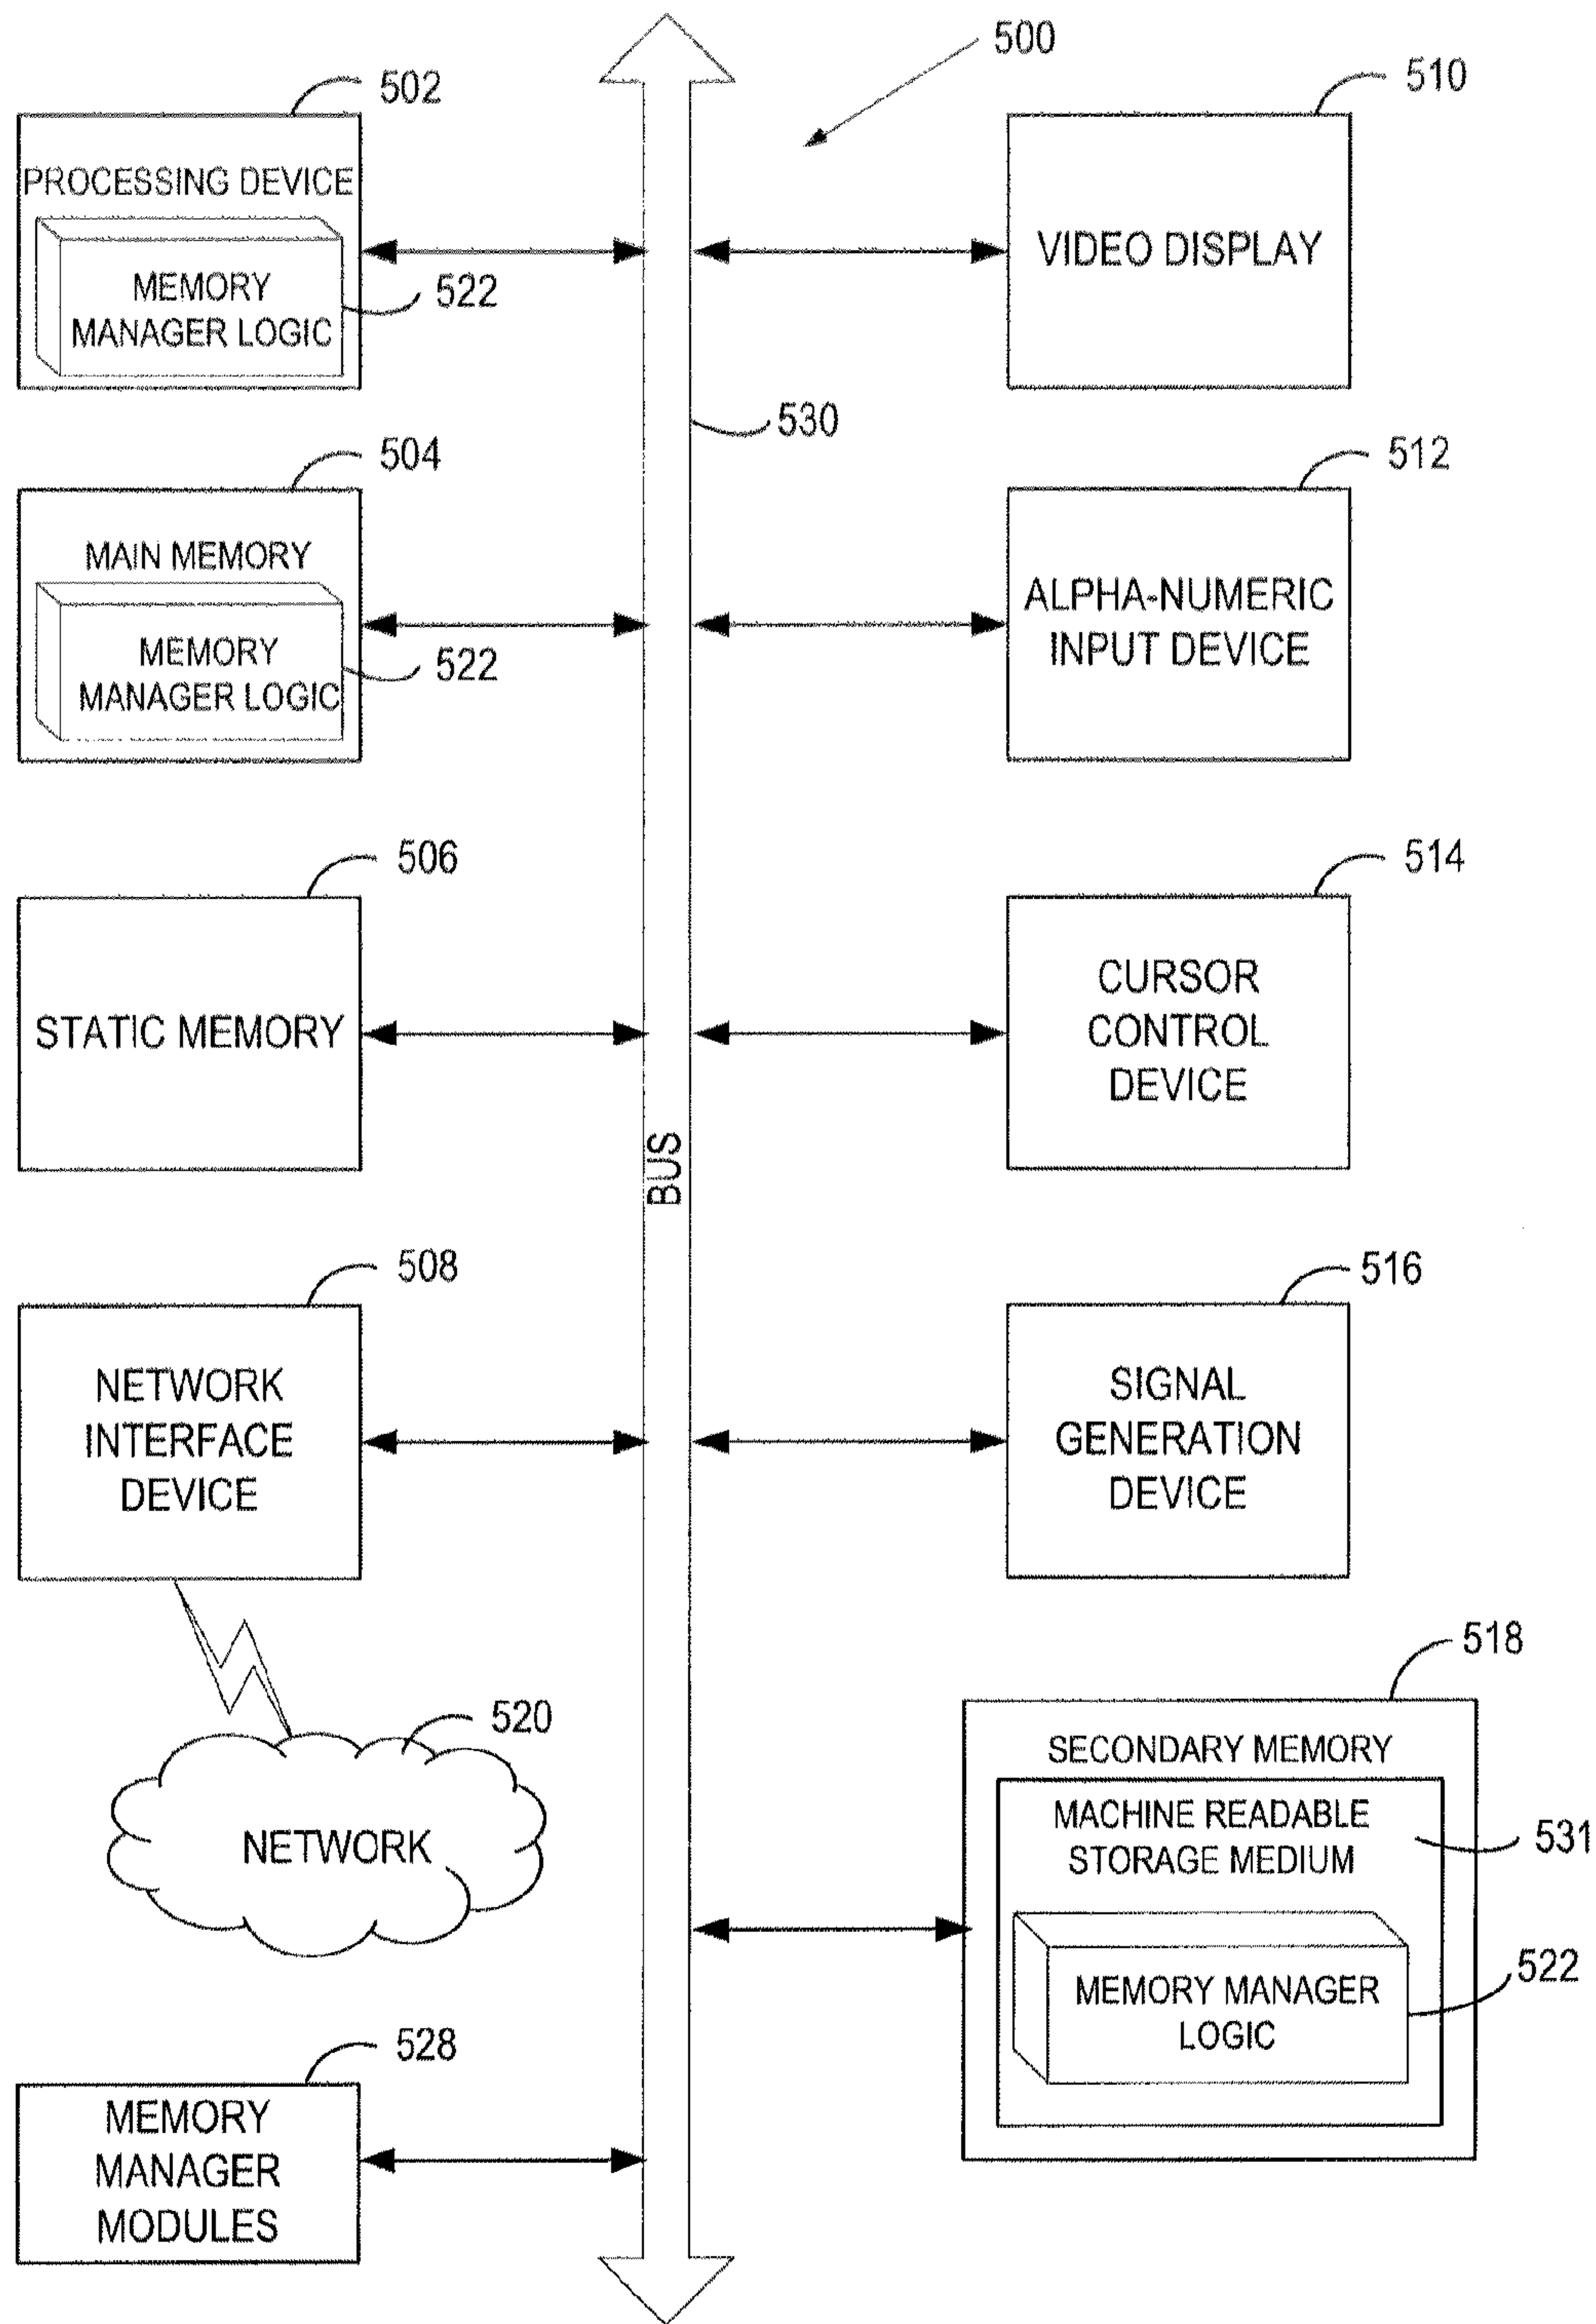 500
502
PROCESSING DEVICE
MEMORY
MANAGER LOGIC
522
510
VIDEO DISPLAY
530
504
MAIN MEMORY
MEMORY
MANAGER LOGIC
522
512
ALPHA-NUMERIC
INPUT DEVICE
506
STATIC MEMORY
514
CURSOR
CONTROL
DEVICE
BUS
508
NETWORK
INTERFACE
DEVICE
516
SIGNAL
GENERATION
DEVICE
520
NETWORK
518
SECONDARY MEMORY
MACHINE READABLE
STORAGE MEDIUM
531
MEMORY MANAGER
LOGIC
522
528
MEMORY
MANAGER
MODULES